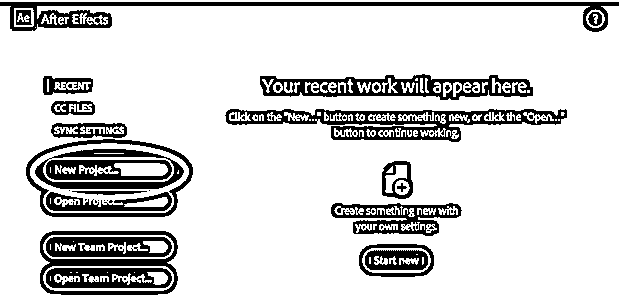 Ae After Effects
?
RECENT
CC FILES
SYNC SETTINGS
New Project...
Open Project...
New Team Project...
Open Team Project...
Your recent work will appear here.
Click on the "New..." button to create something new, or click the "Open..."
button to continue working.
Create something new with
your own settings.
Start new